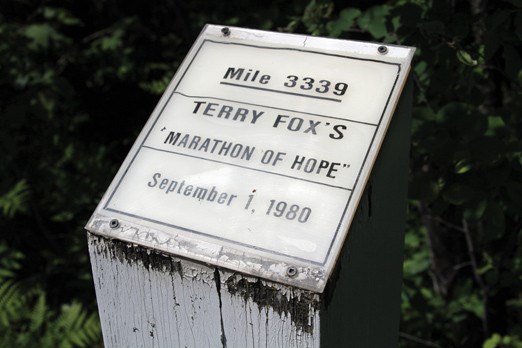 Mile 3339
TERRY FOX'S
'MARATHON OF HOPE"
September 1, 1980